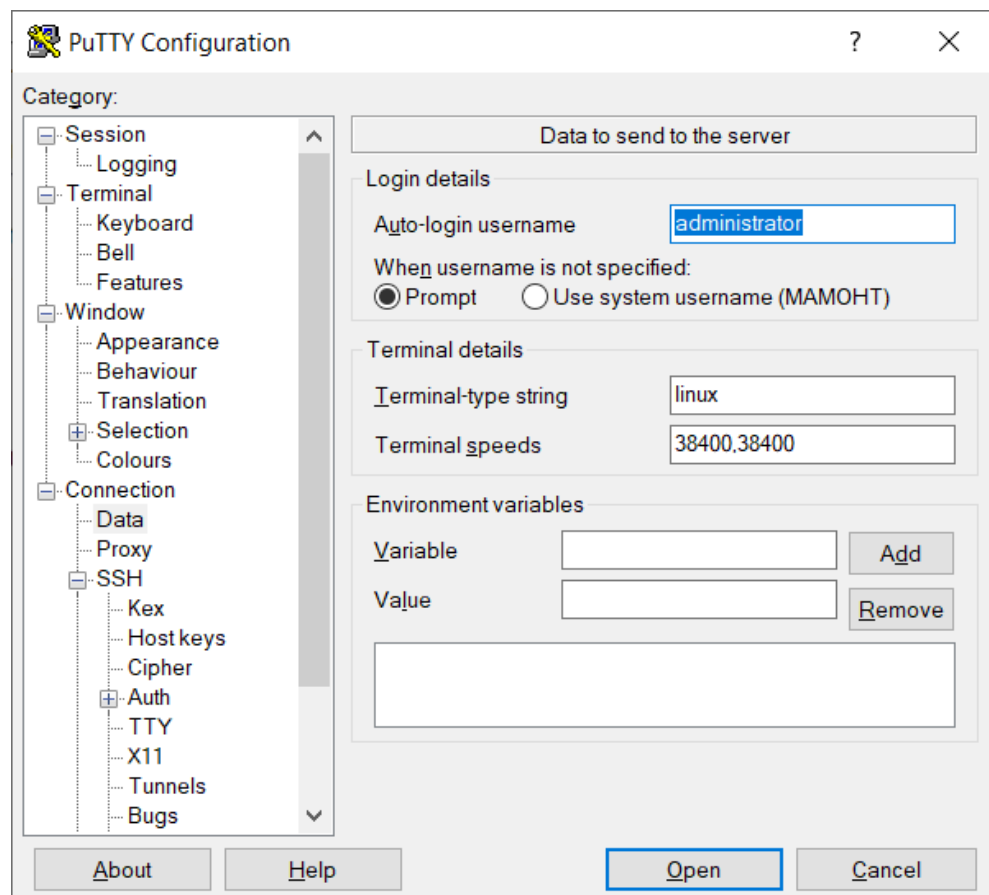 PuTTY Configuration
?
Category:
Session
Logging
Terminal
Keyboard
Bell
Features
Window
Appearance
Behaviour
Translation
Selection
Colours
Connection
Data
Proxy
SSH
Kex
Host keys
Cipher
Auth
TTY
X11
Tunnels
Bugs
Data to send to the server
Login details
Auto-login username administrator
When username is not specified:
Prompt Use system username (MAMOHT)
Terminal details
Terminal-type string linux
Terminal speeds 38400,38400
Environment variables
Variable Add
Value Remove
About Help Open Cancel